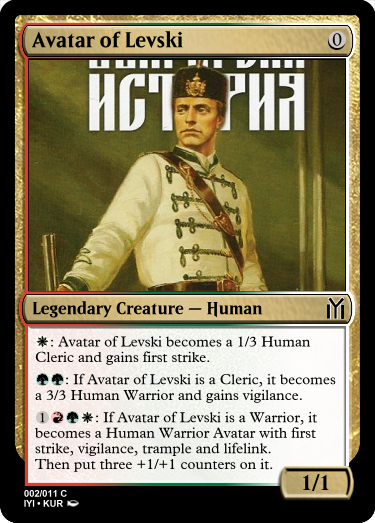 Avatar of Levski 0
ИСТОРИЯ
Legendary Creature — Human
: Avatar of Levski becomes a 1/3 Human
Cleric and gains first strike.
: If Avatar of Levski is a Cleric, it becomes
a 3/3 Human Warrior and gains vigilance.
1 : If Avatar of Levski is a Warrior, it
becomes a Human Warrior Avatar with first
strike, vigilance, trample and lifelink.
Then put three +1/+1 counters on it.
1/1
002/011 C
IYI • KUR